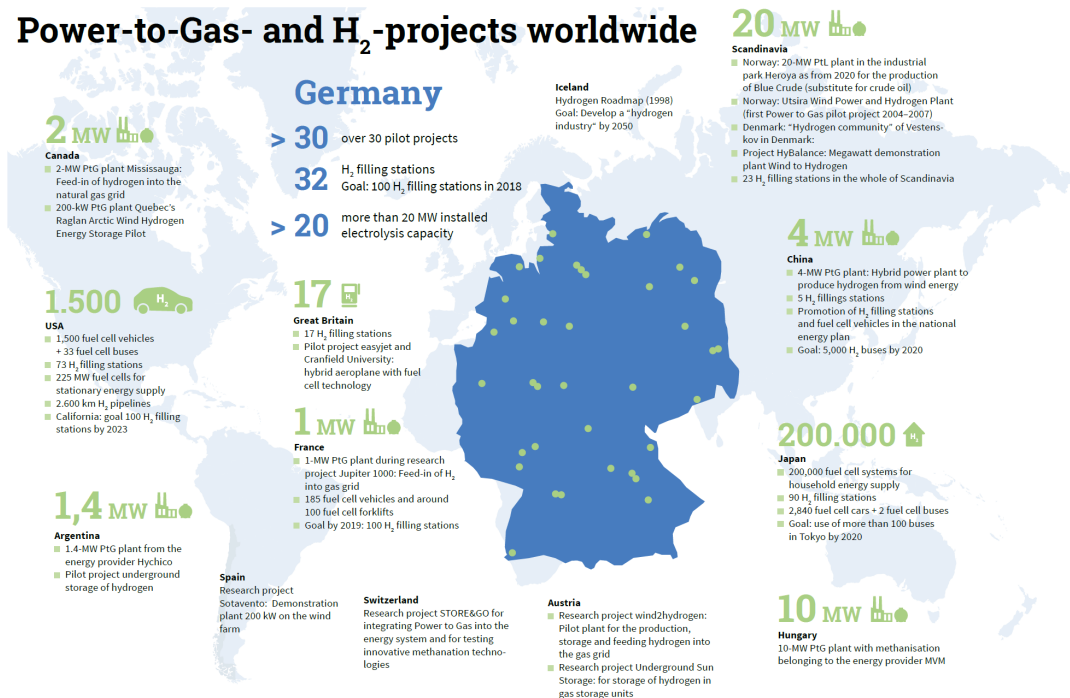 Power-to-Gas- and H2-projects worldwide
Germany
> 30 over 30 pilot projects
32 H2 filling stations
Goal: 100 H2 filling stations in 2018
> 20 more than 20 MW installed
electrolysis capacity
Iceland
Hydrogen Roadmap (1998)
Goal: Develop a “hydrogen
industry” by 2050
20 MW
Scandinavia
Norway: 20-MW PtL plant in the industrial
park Heroya as from 2020 for the production
of Blue Crude (substitute for crude oil)
Norway: Utsira Wind Power and Hydrogen Plant
(first Power to Gas pilot project 2004–2007)
Denmark: “Hydrogen community” of Vestens-
kov in Denmark:
Project HyBalance: Megawatt demonstration
plant Wind to Hydrogen
23 H2 filling stations in the whole of Scandinavia
2 MW
Canada
2-MW PtG plant Mississauga:
Feed-in of hydrogen into the
natural gas grid
200-kW PtG plant Quebec’s
Raglan Arctic Wind Hydrogen
Energy Storage Pilot
4 MW
China
4-MW PtG plant: Hybrid power plant to
produce hydrogen from wind energy
5 H2 fillings stations
Promotion of H2 filling stations
and fuel cell vehicles in the national
energy plan
Goal: 5,000 H2 buses by 2020
1.500 H2
USA
1,500 fuel cell vehicles
+ 33 fuel cell buses
73 H2 filling stations
225 MW fuel cells for
stationary energy supply
2.600 km H2 pipelines
California: goal 100 H2 filling
stations by 2023
17 H2
Great Britain
17 H2 filling stations
Pilot project easyjet and
Cranfield University:
hybrid aeroplane with fuel
cell technology
1 MW
France
1-MW PtG plant during research
project Jupiter 1000: Feed-in of H2
into gas grid
185 fuel cell vehicles and around
100 fuel cell forklifts
Goal by 2019: 100 H2 filling stations
200.000 H2
Japan
200,000 fuel cell systems for
household energy supply
90 H2 filling stations
2,840 fuel cell cars + 2 fuel cell buses
Goal: use of more than 100 buses
in Tokyo by 2020
1,4 MW
Argentina
1.4-MW PtG plant from the
energy provider Hychico
Pilot project underground
storage of hydrogen
Spain
Research project
Sotavento: Demonstration
plant 200 kW on the wind
farm
Switzerland
Research project STORE&GO for
integrating Power to Gas into the
energy system and for testing
innovative methanation techno-
logies
Austria
Research project wind2hydrogen:
Pilot plant for the production,
storage and feeding hydrogen into
the gas grid
Research project Underground Sun
Storage: for storage of hydrogen in
gas storage units
10 MW
Hungary
10-MW PtG plant with methanisation
belonging to the energy provider MVM